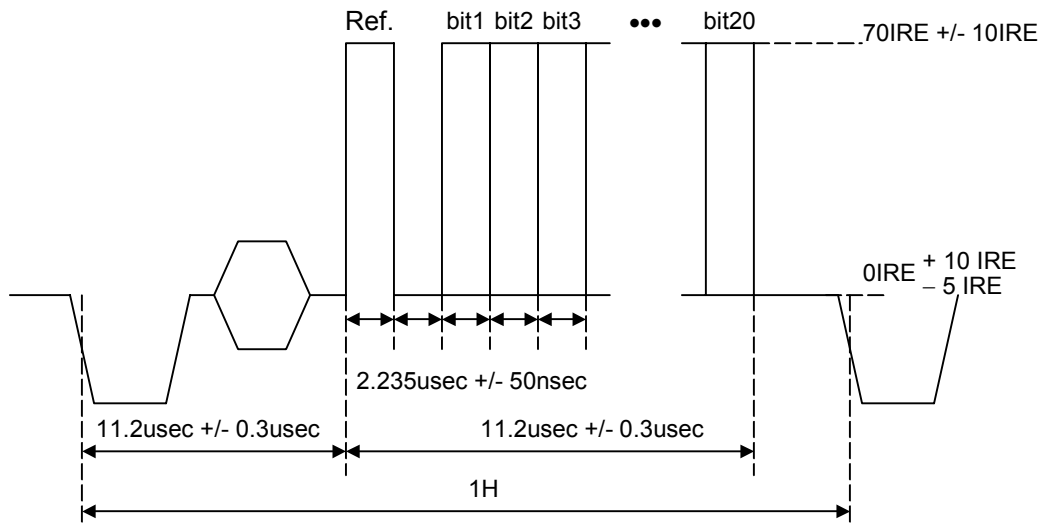 Ref. bit1 bit2 bit3 ••• bit20
70IRE +/- 10IRE
0IRE + 10 IRE
– 5 IRE
2.235usec +/- 50nsec
11.2usec +/- 0.3usec 11.2usec +/- 0.3usec
1H